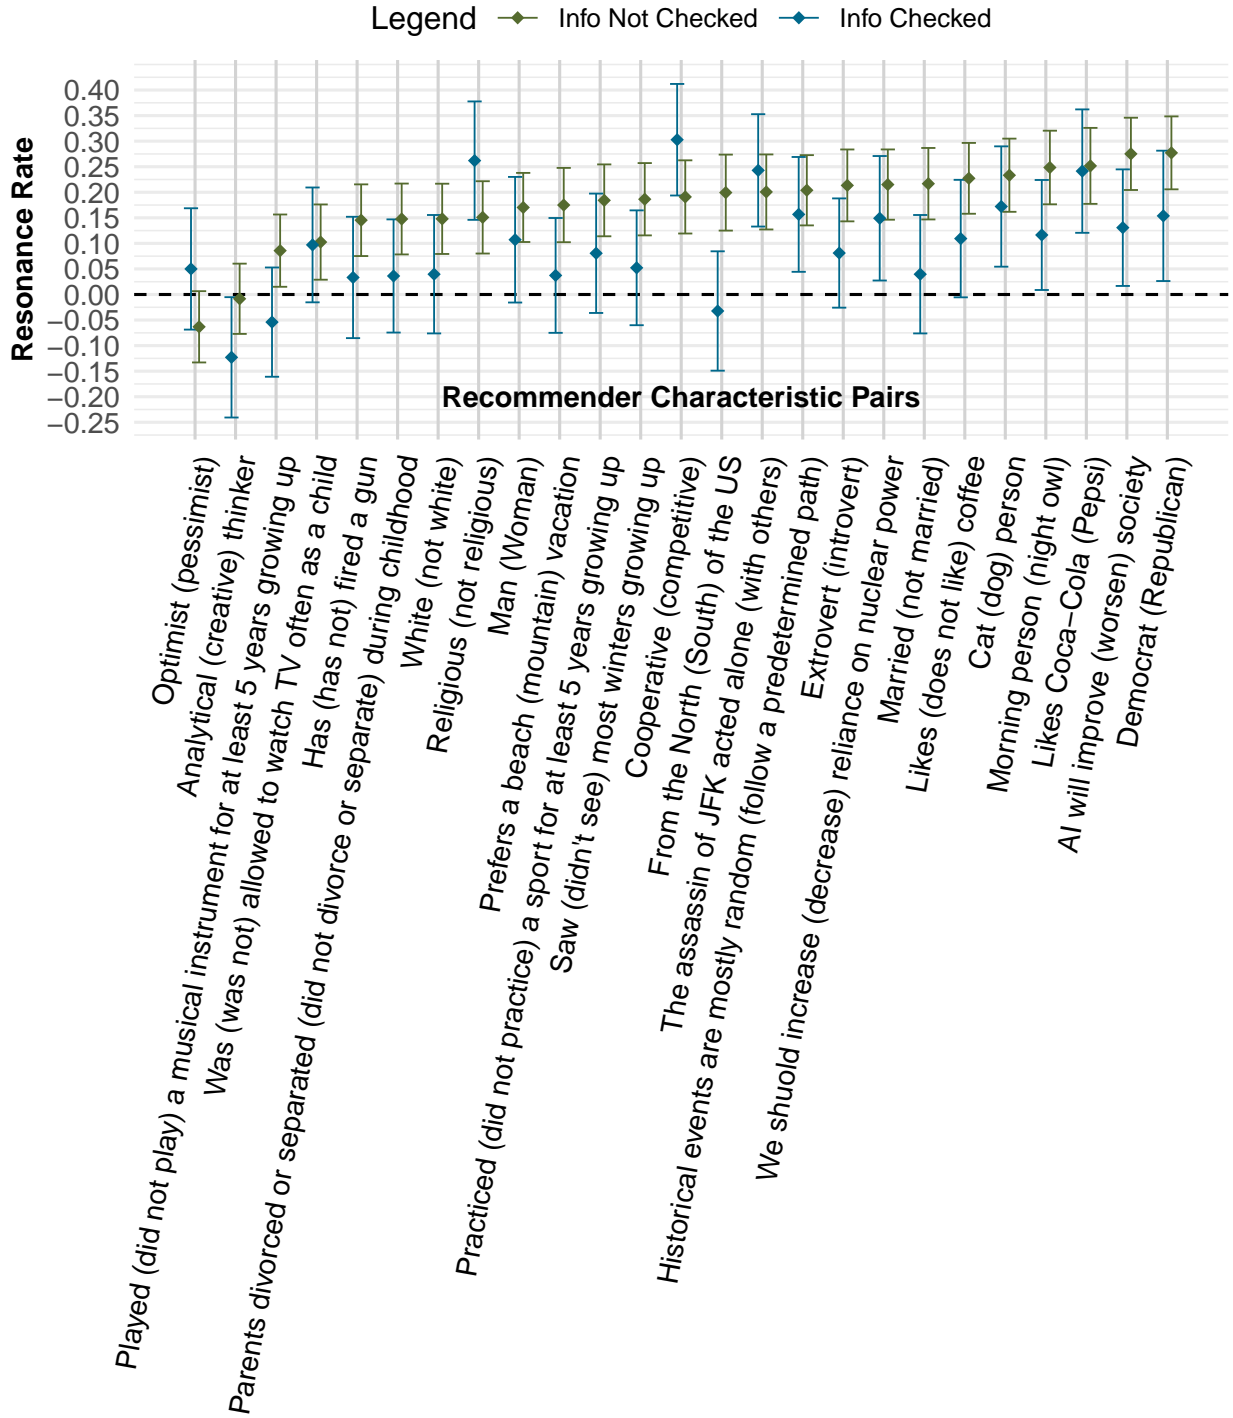 Legend Info Not Checked Info Checked
Resonance Rate
0.40
0.35
0.30
0.25
0.20
0.15
0.10
0.05
0.00
−0.05
−0.10
−0.15
−0.20
−0.25
Recommender Characteristic Pairs
Optimist (pessimist)
Analytical (creative) thinker
Played (did not play) a musical instrument for at least 5 years growing up
Was (was not) allowed to watch TV often as a child
Has (has not) fired a gun
Parents divorced or separated (did not divorce or separate) during childhood
White (not white)
Religious (not religious)
Man (Woman)
Prefers a beach (mountain) vacation
Practiced (did not practice) a sport for at least 5 years growing up
Saw (didn't see) most winters growing up
Cooperative (competitive)
From the North (South) of the US
The assassin of JFK acted alone (with others)
Historical events are mostly random (follow a predetermined path)
Extrovert (introvert)
We shuold increase (decrease) reliance on nuclear power
Married (not married)
Likes (does not like) coffee
Cat (dog) person
Morning person (night owl)
Likes Coca−Cola (Pepsi)
AI will improve (worsen) society
Democrat (Republican)